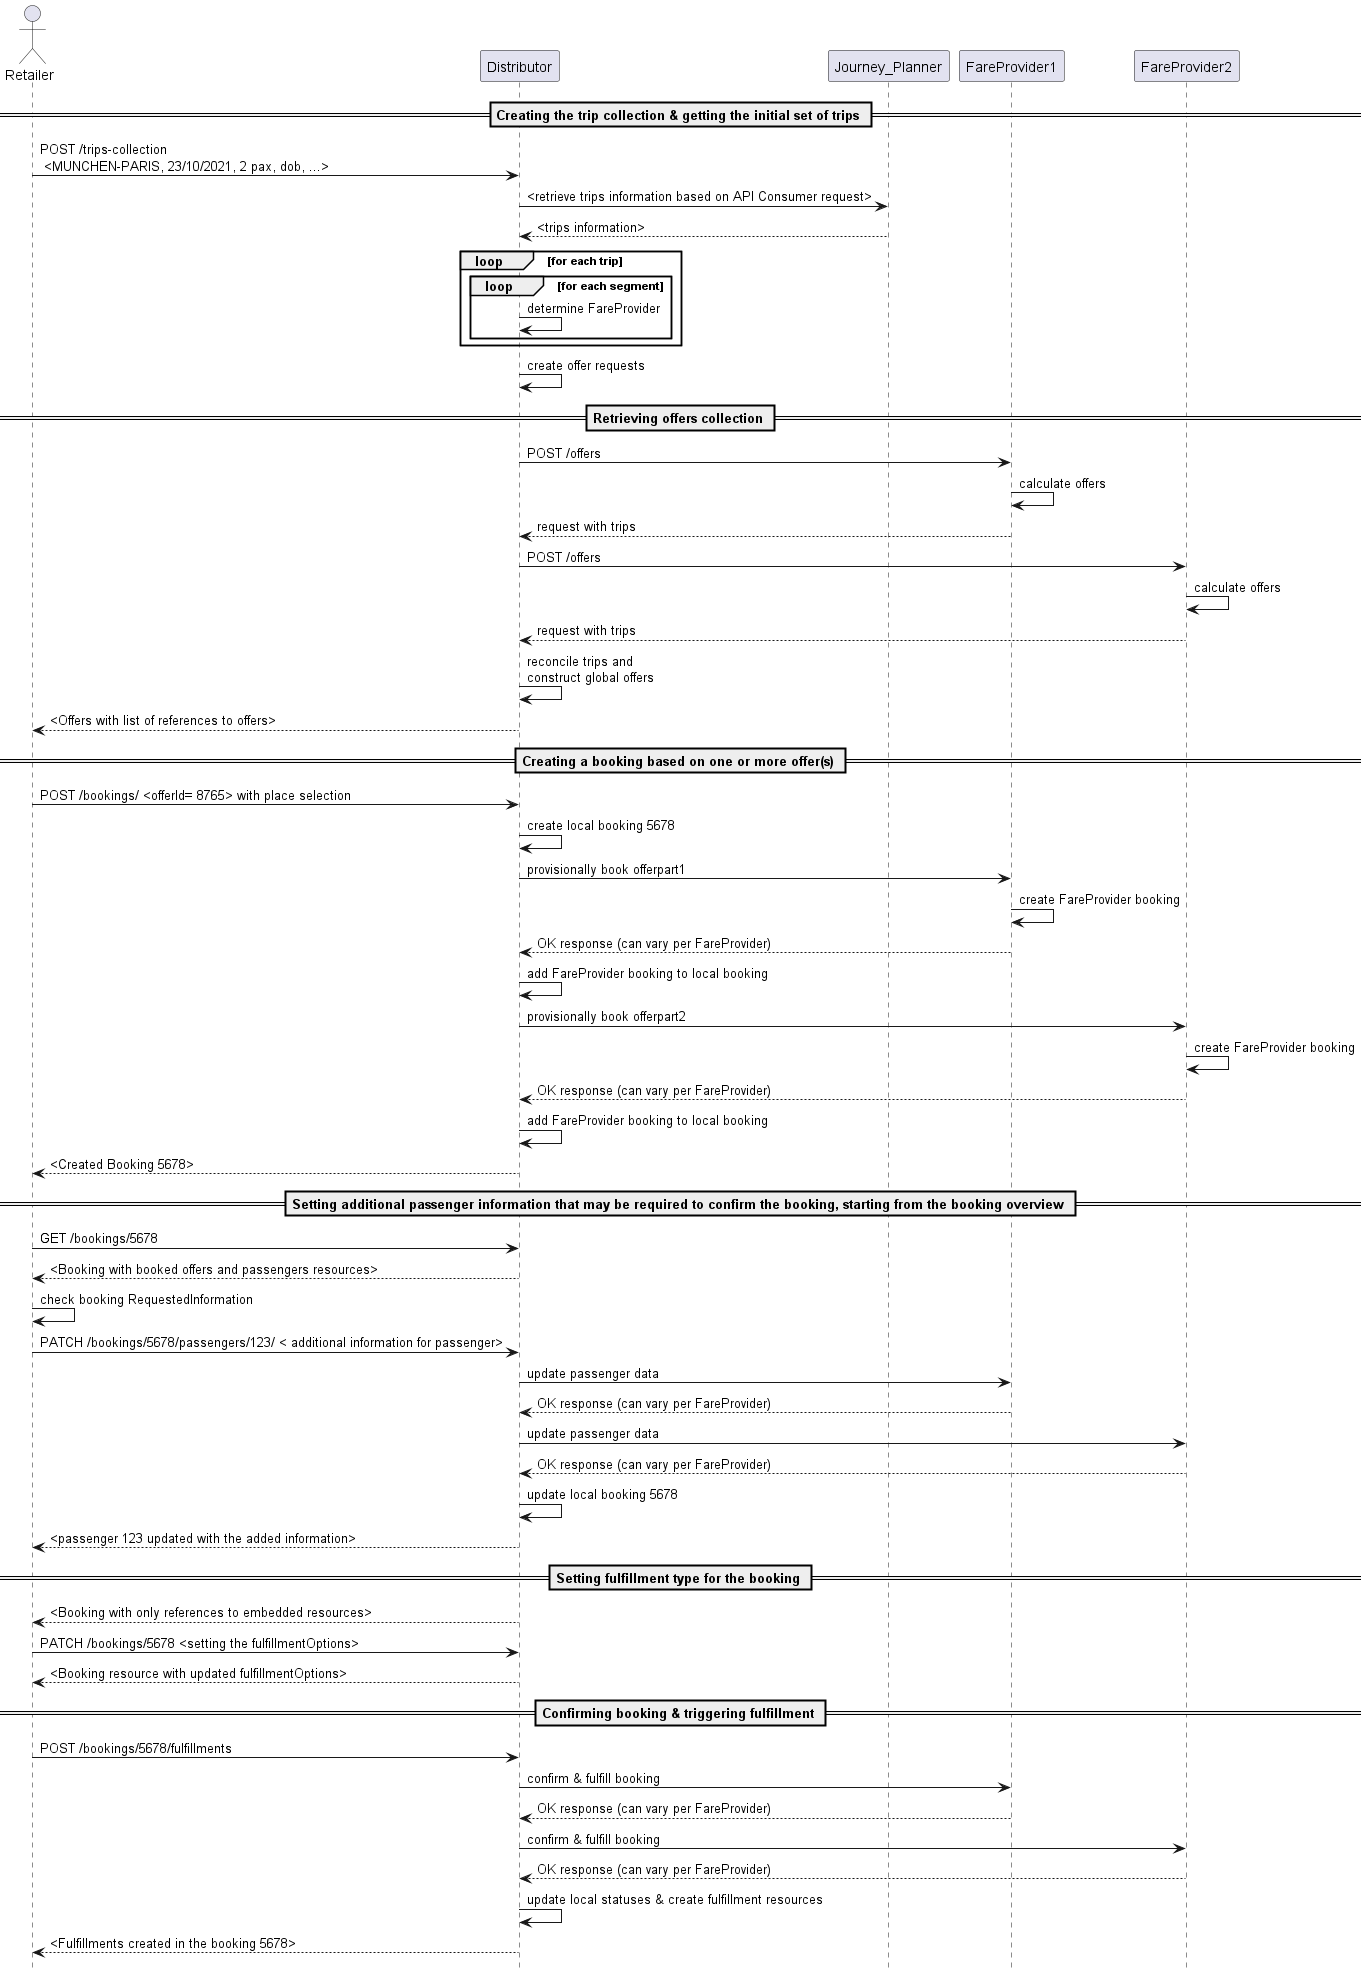 Retailer
Distributor
Journey_Planner
FareProvider1
FareProvider2
Creating the trip collection & getting the initial set of trips
POST /trips-collection
<MUNCHEN-PARIS, 23/10/2021, 2 pax, dob, ...>
<retrieve trips information based on API Consumer request>
<trips information>
loop [for each trip]
loop [for each segment]
determine FareProvider
create offer requests
Retrieving offers collection
POST /offers
calculate offers
request with trips
POST /offers
calculate offers
request with trips
reconcile trips and
construct global offers
<Offers with list of references to offers>
Creating a booking based on one or more offer(s)
POST /bookings/ <offerId= 8765> with place selection
create local booking 5678
provisionally book offerpart1
create FareProvider booking
OK response (can vary per FareProvider)
add FareProvider booking to local booking
provisionally book offerpart2
create FareProvider booking
OK response (can vary per FareProvider)
add FareProvider booking to local booking
<Created Booking 5678>
Setting additional passenger information that may be required to confirm the booking, starting from the booking overview
GET /bookings/5678
<Booking with booked offers and passengers resources>
check booking RequestedInformation
PATCH /bookings/5678/passengers/123/ < additional information for passenger>
update passenger data
OK response (can vary per FareProvider)
update passenger data
OK response (can vary per FareProvider)
update local booking 5678
<passenger 123 updated with the added information>
Setting fulfillment type for the booking
<Booking with only references to embedded resources>
PATCH /bookings/5678 <setting the fulfillmentOptions>
<Booking resource with updated fulfillmentOptions>
Confirming booking & triggering fulfillment
POST /bookings/5678/fulfillments
confirm & fulfill booking
OK response (can vary per FareProvider)
confirm & fulfill booking
OK response (can vary per FareProvider)
update local statuses & create fulfillment resources
<Fulfillments created in the booking 5678>